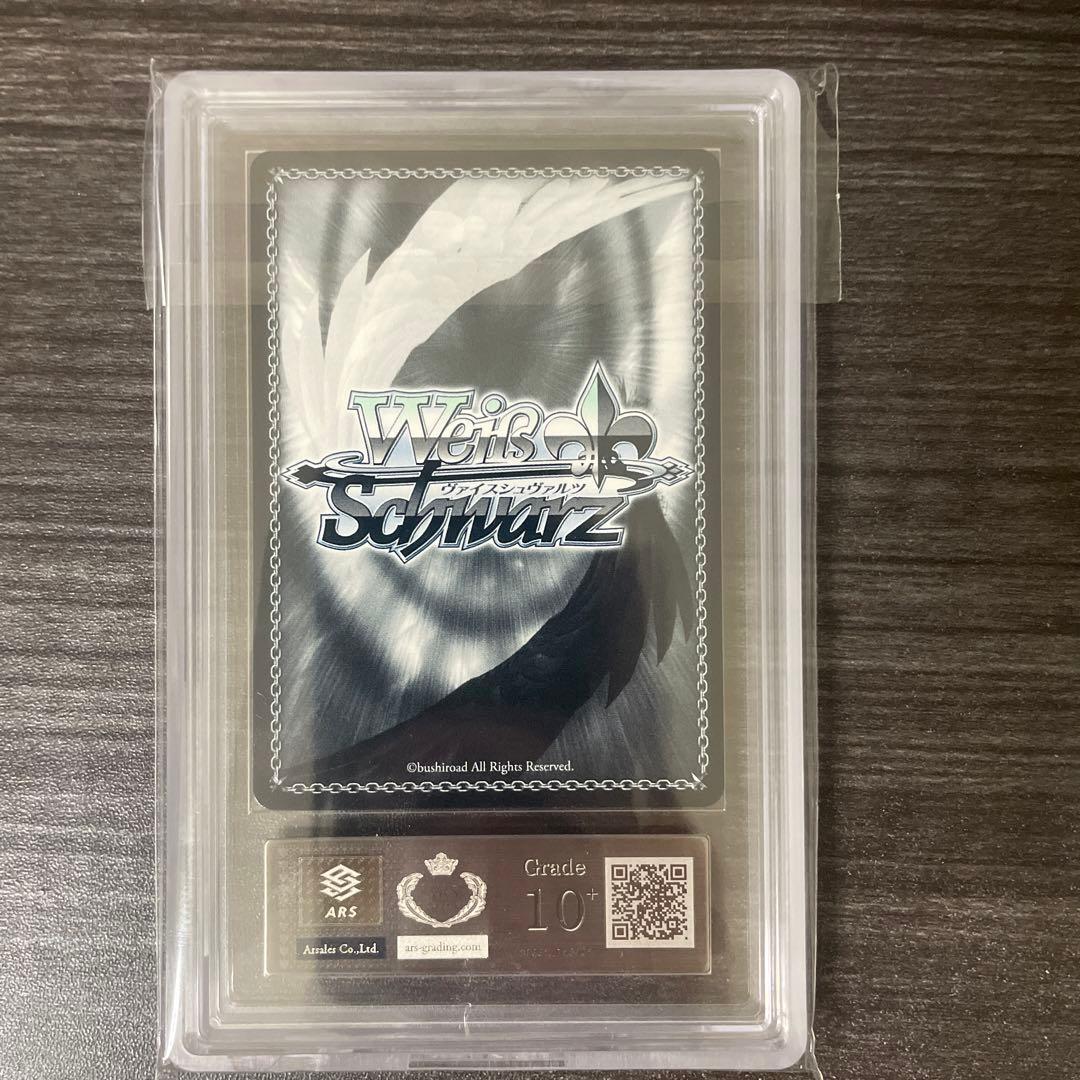 Weiß
ヴァイスシュヴァルツ
Schwarz
©bushiroad All Rights Reserved.
ARS
Grade
10+
Arsales Co.,Ltd.
ars-grading.com